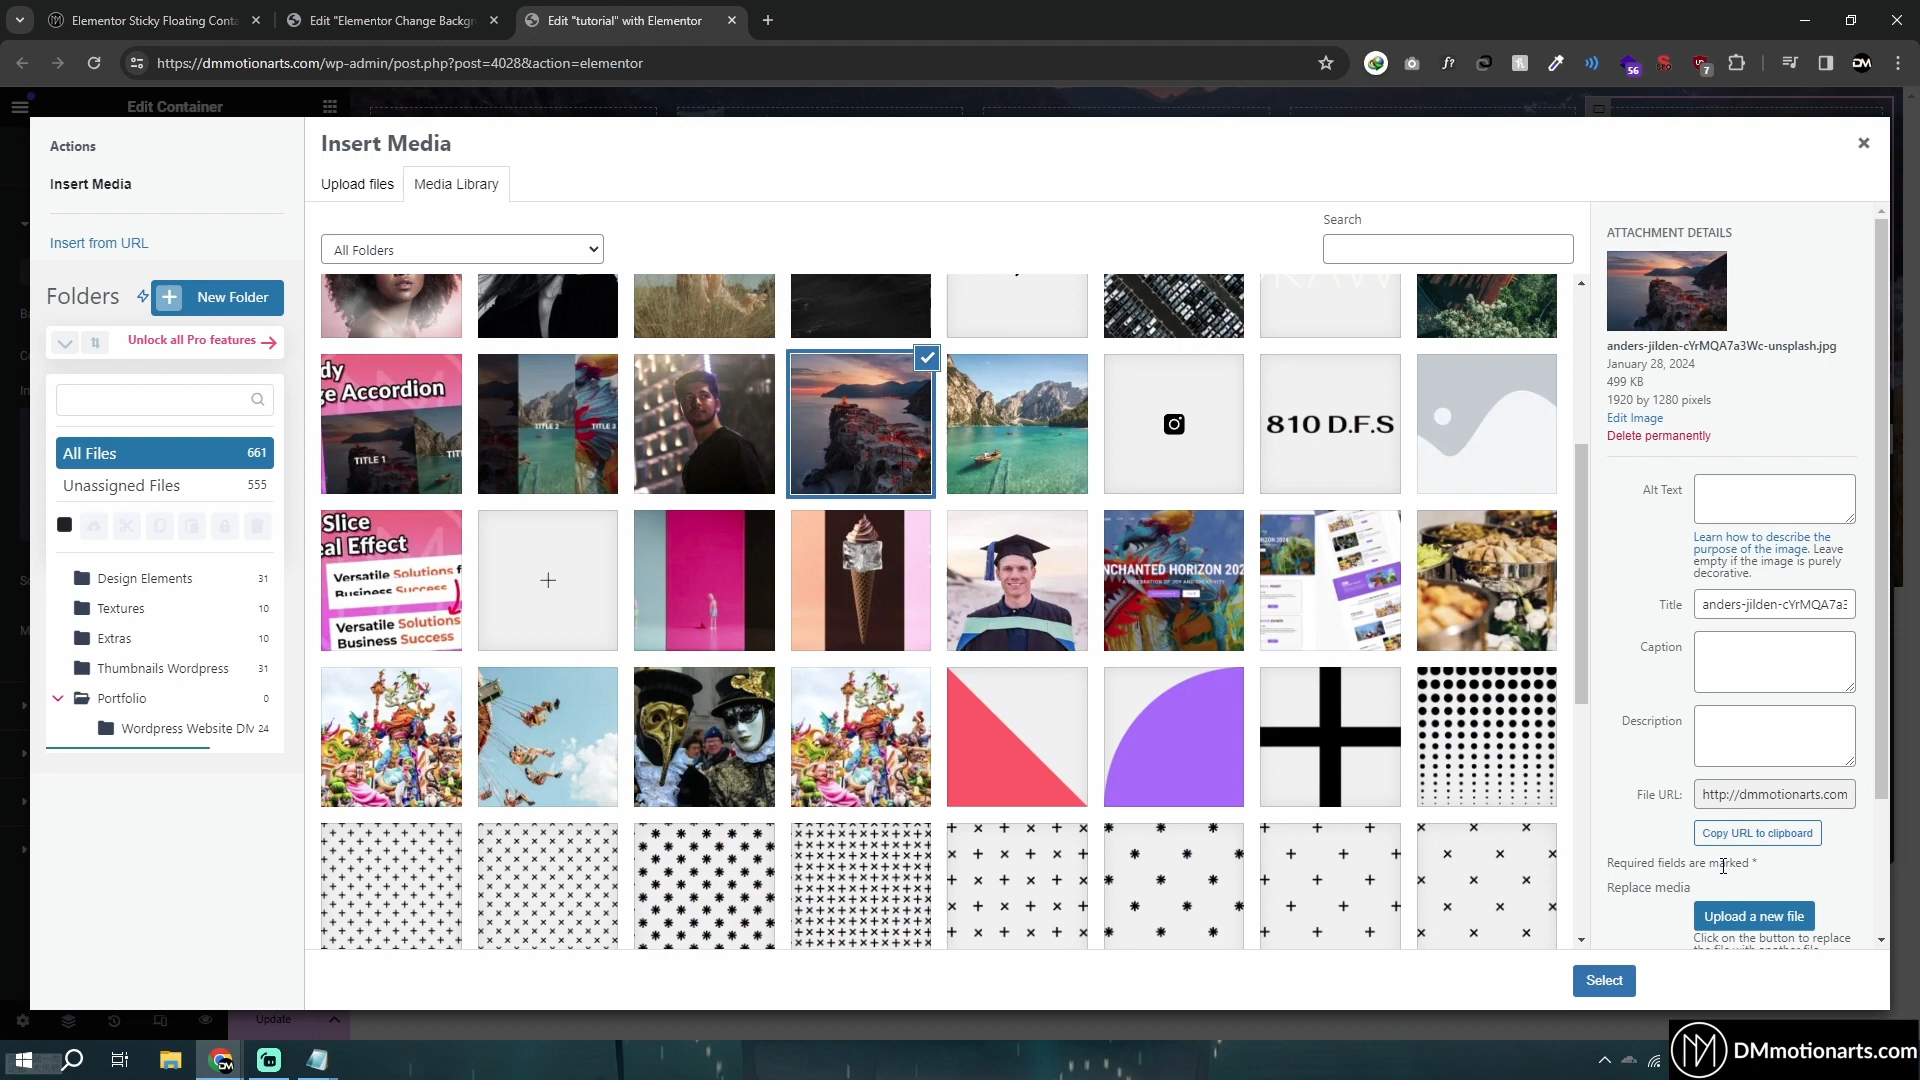 Elementor Sticky Floating Conta
Edit "Elementor Change Backgr
Edit "tutorial" with Elementor
https://dmmotionarts.com/wp-admin/post.php?post=4028&action=elementor
56
7
Edit Container
Actions
Insert Media
Insert from URL
Folders
New Folder
Unlock all Pro features
All Files 661
Unassigned Files 555
Design Elements 31
Textures 10
Extras 10
Thumbnails Wordpress 31
Portfolio 0
Wordpress Website DM 24
Insert Media
Upload files
Media Library
All Folders
Search
dy
e Accordion
TITLE 1
TITLE 2
TITLE 3
810 D.F.S
Slice
al Effect
Versatile Solutions f
Business Success
Versatile Solutions
Business Success
NCHANTED HORIZON 202
ATTACHMENT DETAILS
anders-jilden-cYrMQA7a3Wc-unsplash.jpg
January 28, 2024
499 KB
1920 by 1280 pixels
Edit Image
Delete permanently
Alt Text
Learn how to describe the
purpose of the image. Leave
empty if the image is purely
decorative.
Title
anders-jilden-cYrMQA7a3
Caption
Description
File URL:
http://dmmotionarts.com
Copy URL to clipboard
Required fields are marked *
Replace media
Upload a new file
Click on the button to replace
the file with another file
Select
Update
DMmotionarts.com